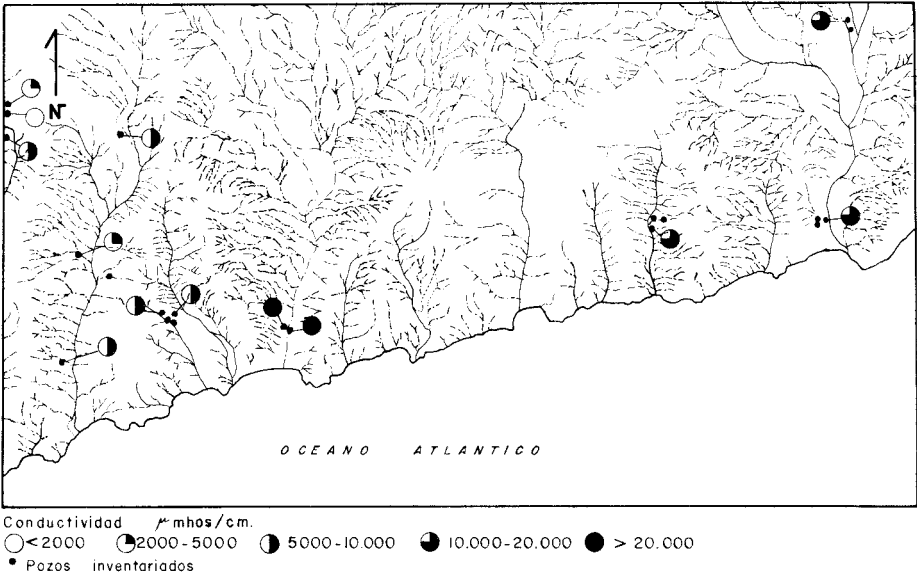 N
OCEANO ATLANTICO
Conductividad μmhos/cm.
<2000 2000-5000 5000-10.000 10.000-20.000 > 20.000
• Pozos inventariados